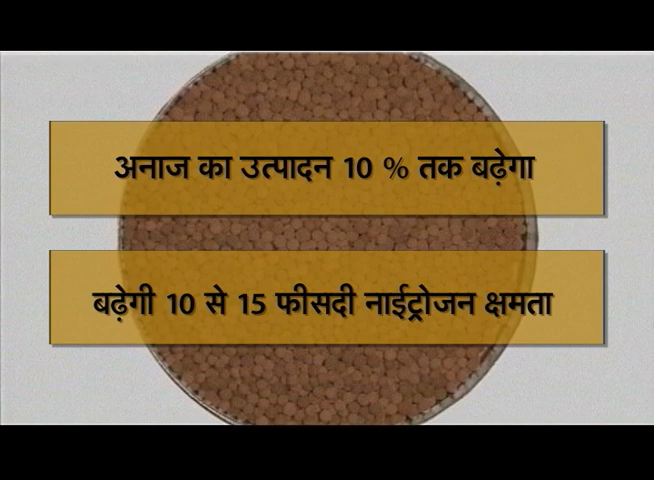 अनाज का उत्पादन 10 % तक बढ़ेगा
बढ़ेगी 10 से 15 फीसदी नाईट्रोजन क्षमता